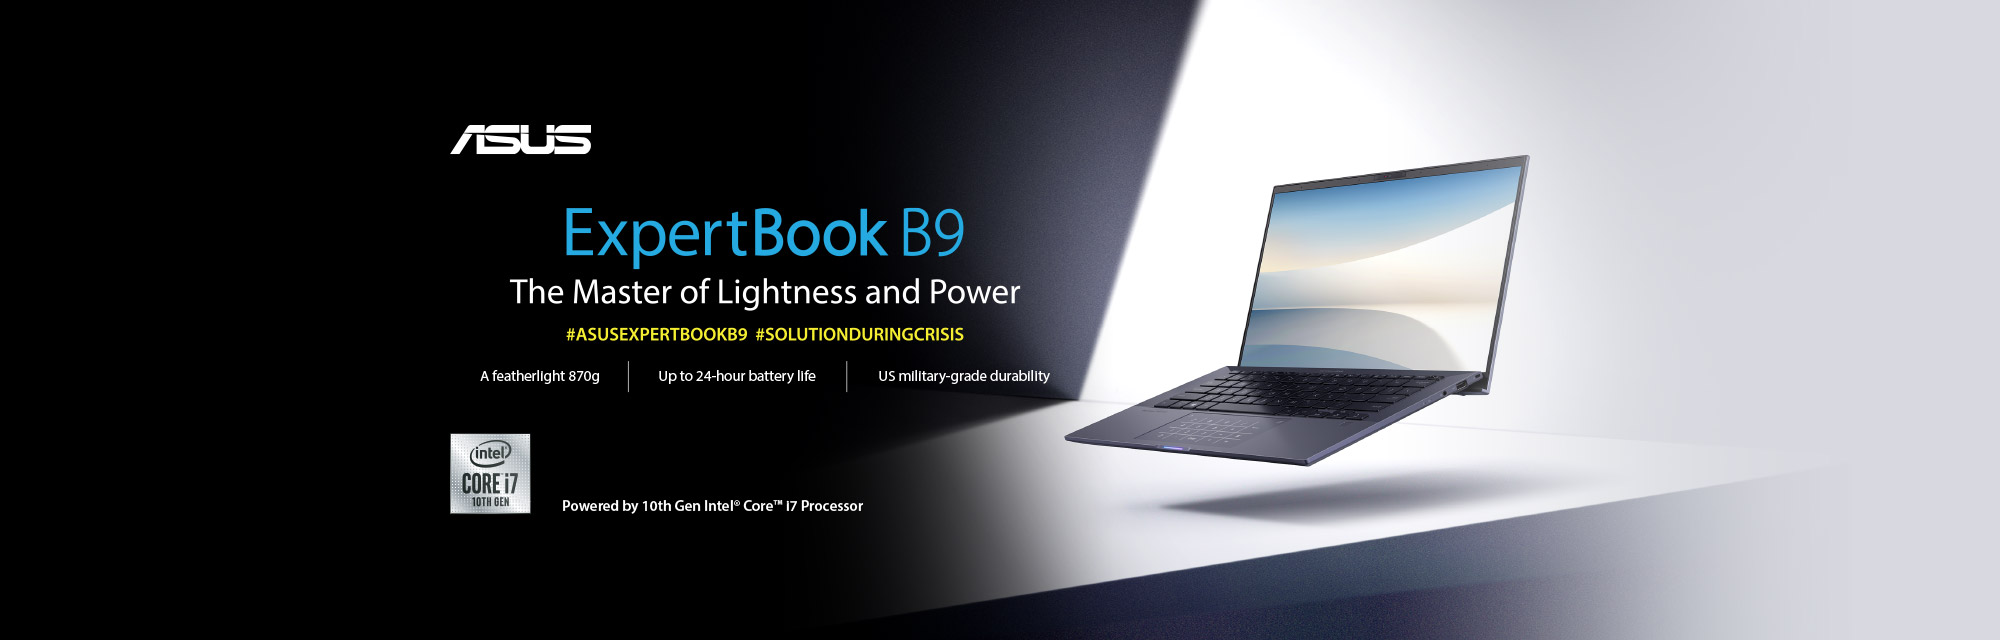 ASUS
ExpertBook B9
The Master of Lightness and Power
#ASUSEXPERTBOOKB9 #SOLUTIONDURINGCRISIS
A featherlight 870g
Up to 24-hour battery life
US military-grade durability
intel
CORE i7
10TH GEN
Powered by 10th Gen Intel® Core™ i7 Processor